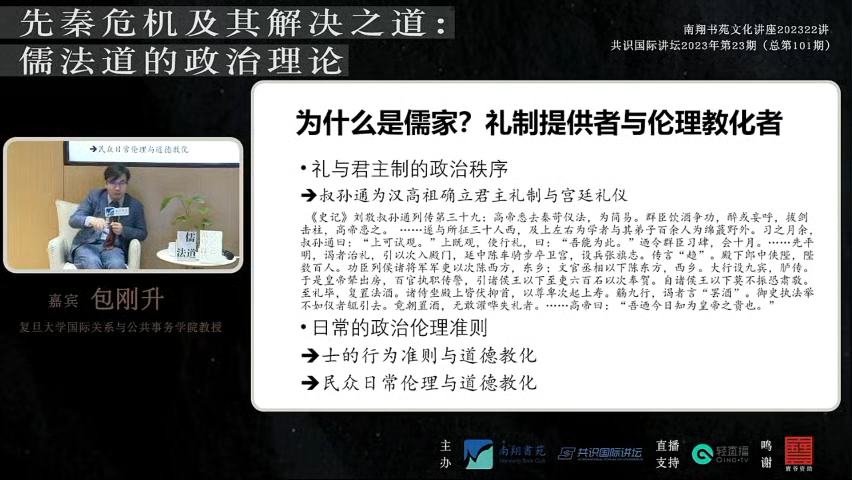 先秦危机及其解决之道：
儒法道的政治理论
南翔书苑文化讲座202322讲
共识国际讲坛2023年第23期（总第101期）
为什么是儒家？礼制提供者与伦理教化者
•礼与君主制的政治秩序
➔叔孙通为汉高祖确立君主礼制与宫廷礼仪
《史记》刘敬叔孙通列传第三十九：高帝悉去秦苛仪法，为简易。群臣饮酒争功，醉或妄呼，拔剑
击柱，高帝患之。……遂与所征三十人西，及上左右为学者与其弟子百余人为绵蕞野外。习之月余，
叔孙通曰：“上可试观。”上既观，使行礼，曰：“吾能为此。”乃令群臣习肄，会十月。……先平
明，谒者治礼，引以次入殿门，廷中陈车骑步卒卫宫，设兵张旗志。传言“趋”。殿下郎中侠陛，陛
数百人。功臣列侯诸将军军吏以次陈西方，东乡；文官丞相以下陈东方，西乡。大行设九宾，胪传。
于是皇帝辇出房，百官执职传警，引诸侯王以下至吏六百石以次奉贺。自诸侯王以下莫不振恐肃敬。
至礼毕，复置法酒。诸侍坐殿上皆伏抑首，以尊卑次起上寿。觞九行，谒者言“罢酒”。御史执法举
不如仪者辄引去。竟朝置酒，无敢讙哗失礼者。……高帝曰：“吾乃今日知为皇帝之贵也。”
•日常的政治伦理准则
➔士的行为准则与道德教化
➔民众日常伦理与道德教化
➔民众日常伦理与道德教化
儒
法道
嘉宾 包刚升
复旦大学国际关系与公共事务学院教授
主办
南翔书苑
共识国际讲坛
直播支持
轻直播
Qing.tv
鸣谢